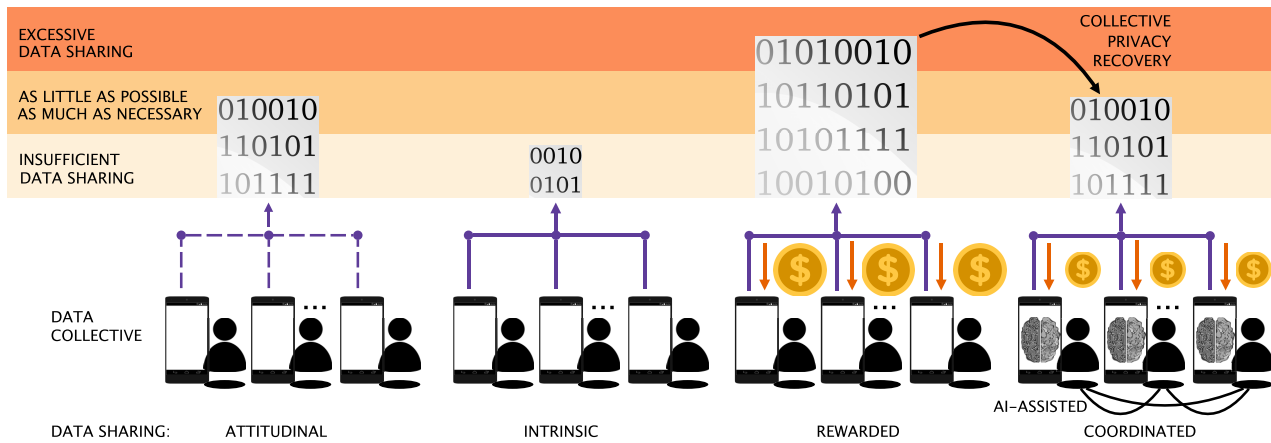 EXCESSIVE
DATA SHARING
COLLECTIVE
PRIVACY
RECOVERY
AS LITTLE AS POSSIBLE
AS MUCH AS NECESSARY
INSUFFICIENT
DATA SHARING
010010
110101
101111
0010
0101
01010010
10110101
10101111
10010100
010010
110101
101111
$ $ $ $ $ $
... ... ... ...
DATA
COLLECTIVE
AI-ASSISTED
DATA SHARING: ATTITUDINAL INTRINSIC REWARDED COORDINATED